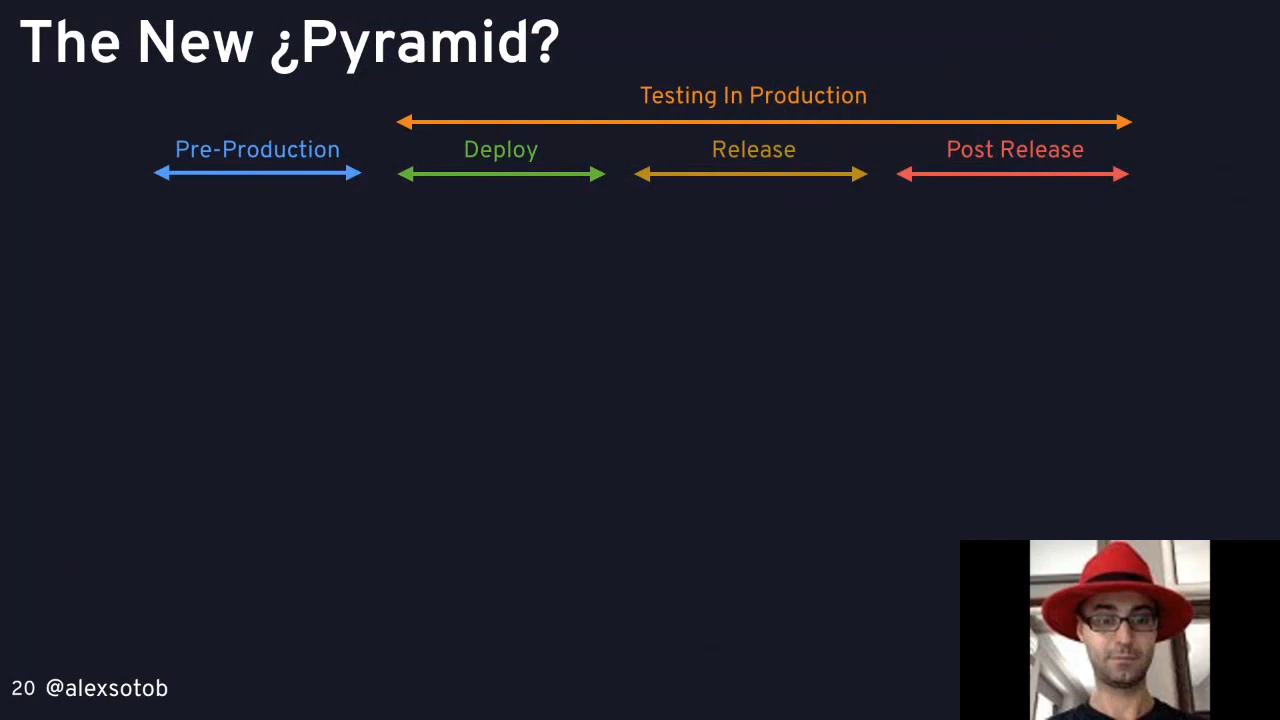 The New ¿Pyramid?
Testing In Production
Pre-Production
Deploy
Release
Post Release
20 @alexsotob